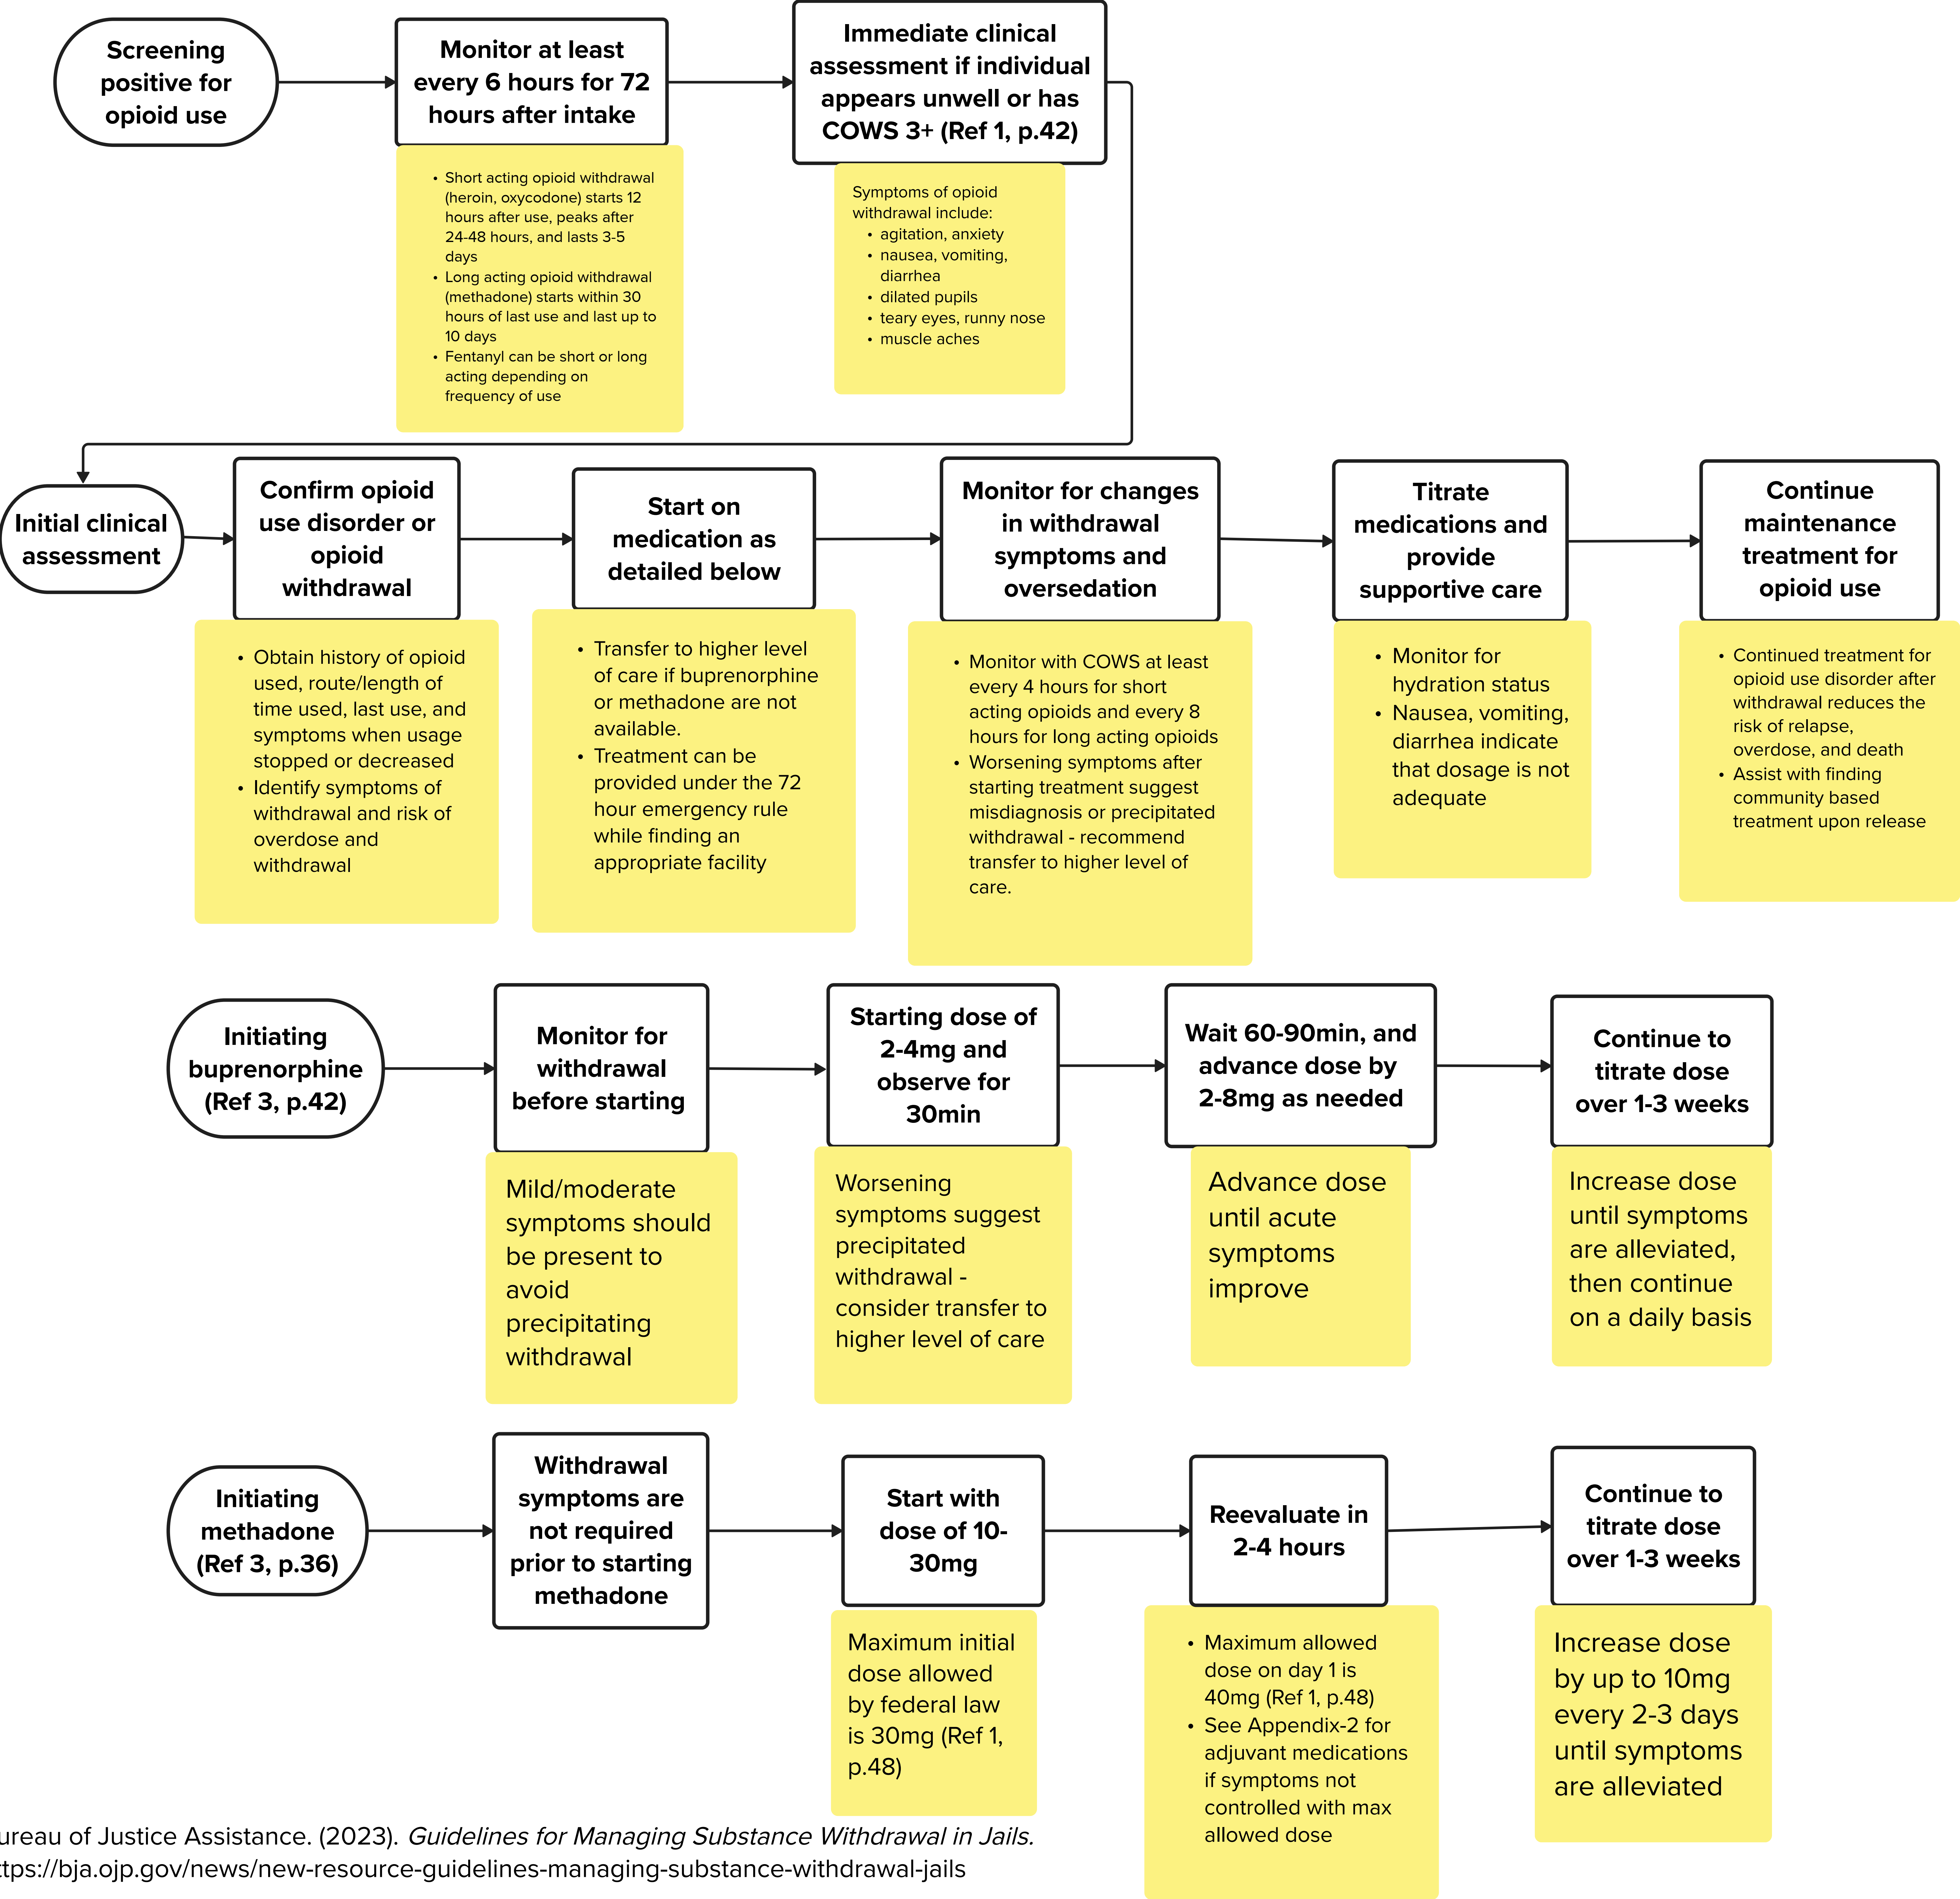 Screening
positive for
opioid use
Monitor at least
every 6 hours for 72
hours after intake
Immediate clinical
assessment if individual
appears unwell or has
COWS 3+ (Ref 1, p.42)
• Short acting opioid withdrawal
(heroin, oxycodone) starts 12
hours after use, peaks after
24-48 hours, and lasts 3-5
days
• Long acting opioid withdrawal
(methadone) starts within 30
hours of last use and last up to
10 days
• Fentanyl can be short or long
acting depending on
frequency of use
Symptoms of opioid
withdrawal include:
• agitation, anxiety
• nausea, vomiting,
diarrhea
• dilated pupils
• teary eyes, runny nose
• muscle aches
Initial clinical
assessment
Confirm opioid
use disorder or
opioid
withdrawal
Start on
medication as
detailed below
Monitor for changes
in withdrawal
symptoms and
oversedation
Titrate
medications and
provide
supportive care
Continue
maintenance
treatment for
opioid use
• Obtain history of opioid
used, route/length of
time used, last use, and
symptoms when usage
stopped or decreased
• Identify symptoms of
withdrawal and risk of
overdose and
withdrawal
• Transfer to higher level
of care if buprenorphine
or methadone are not
available.
• Treatment can be
provided under the 72
hour emergency rule
while finding an
appropriate facility
• Monitor with COWS at least
every 4 hours for short
acting opioids and every 8
hours for long acting opioids
• Worsening symptoms after
starting treatment suggest
misdiagnosis or precipitated
withdrawal - recommend
transfer to higher level of
care.
• Monitor for
hydration status
• Nausea, vomiting,
diarrhea indicate
that dosage is not
adequate
• Continued treatment for
opioid use disorder after
withdrawal reduces the
risk of relapse,
overdose, and death
• Assist with finding
community based
treatment upon release
Initiating
buprenorphine
(Ref 3, p.42)
Monitor for
withdrawal
before starting
Starting dose of
2-4mg and
observe for
30min
Wait 60-90min, and
advance dose by
2-8mg as needed
Continue to
titrate dose
over 1-3 weeks
Mild/moderate
symptoms should
be present to
avoid
precipitating
withdrawal
Worsening
symptoms suggest
precipitated
withdrawal -
consider transfer to
higher level of care
Advance dose
until acute
symptoms
improve
Increase dose
until symptoms
are alleviated,
then continue
on a daily basis
Initiating
methadone
(Ref 3, p.36)
Withdrawal
symptoms are
not required
prior to starting
methadone
Start with
dose of 10-
30mg
Reevaluate in
2-4 hours
Continue to
titrate dose
over 1-3 weeks
Maximum initial
dose allowed
by federal law
is 30mg (Ref 1,
p.48)
• Maximum allowed
dose on day 1 is
40mg (Ref 1, p.48)
• See Appendix-2 for
adjuvant medications
if symptoms not
controlled with max
allowed dose
Increase dose
by up to 10mg
every 2-3 days
until symptoms
are alleviated
ureau of Justice Assistance. (2023). Guidelines for Managing Substance Withdrawal in Jails.
ttps://bja.ojp.gov/news/new-resource-guidelines-managing-substance-withdrawal-jails